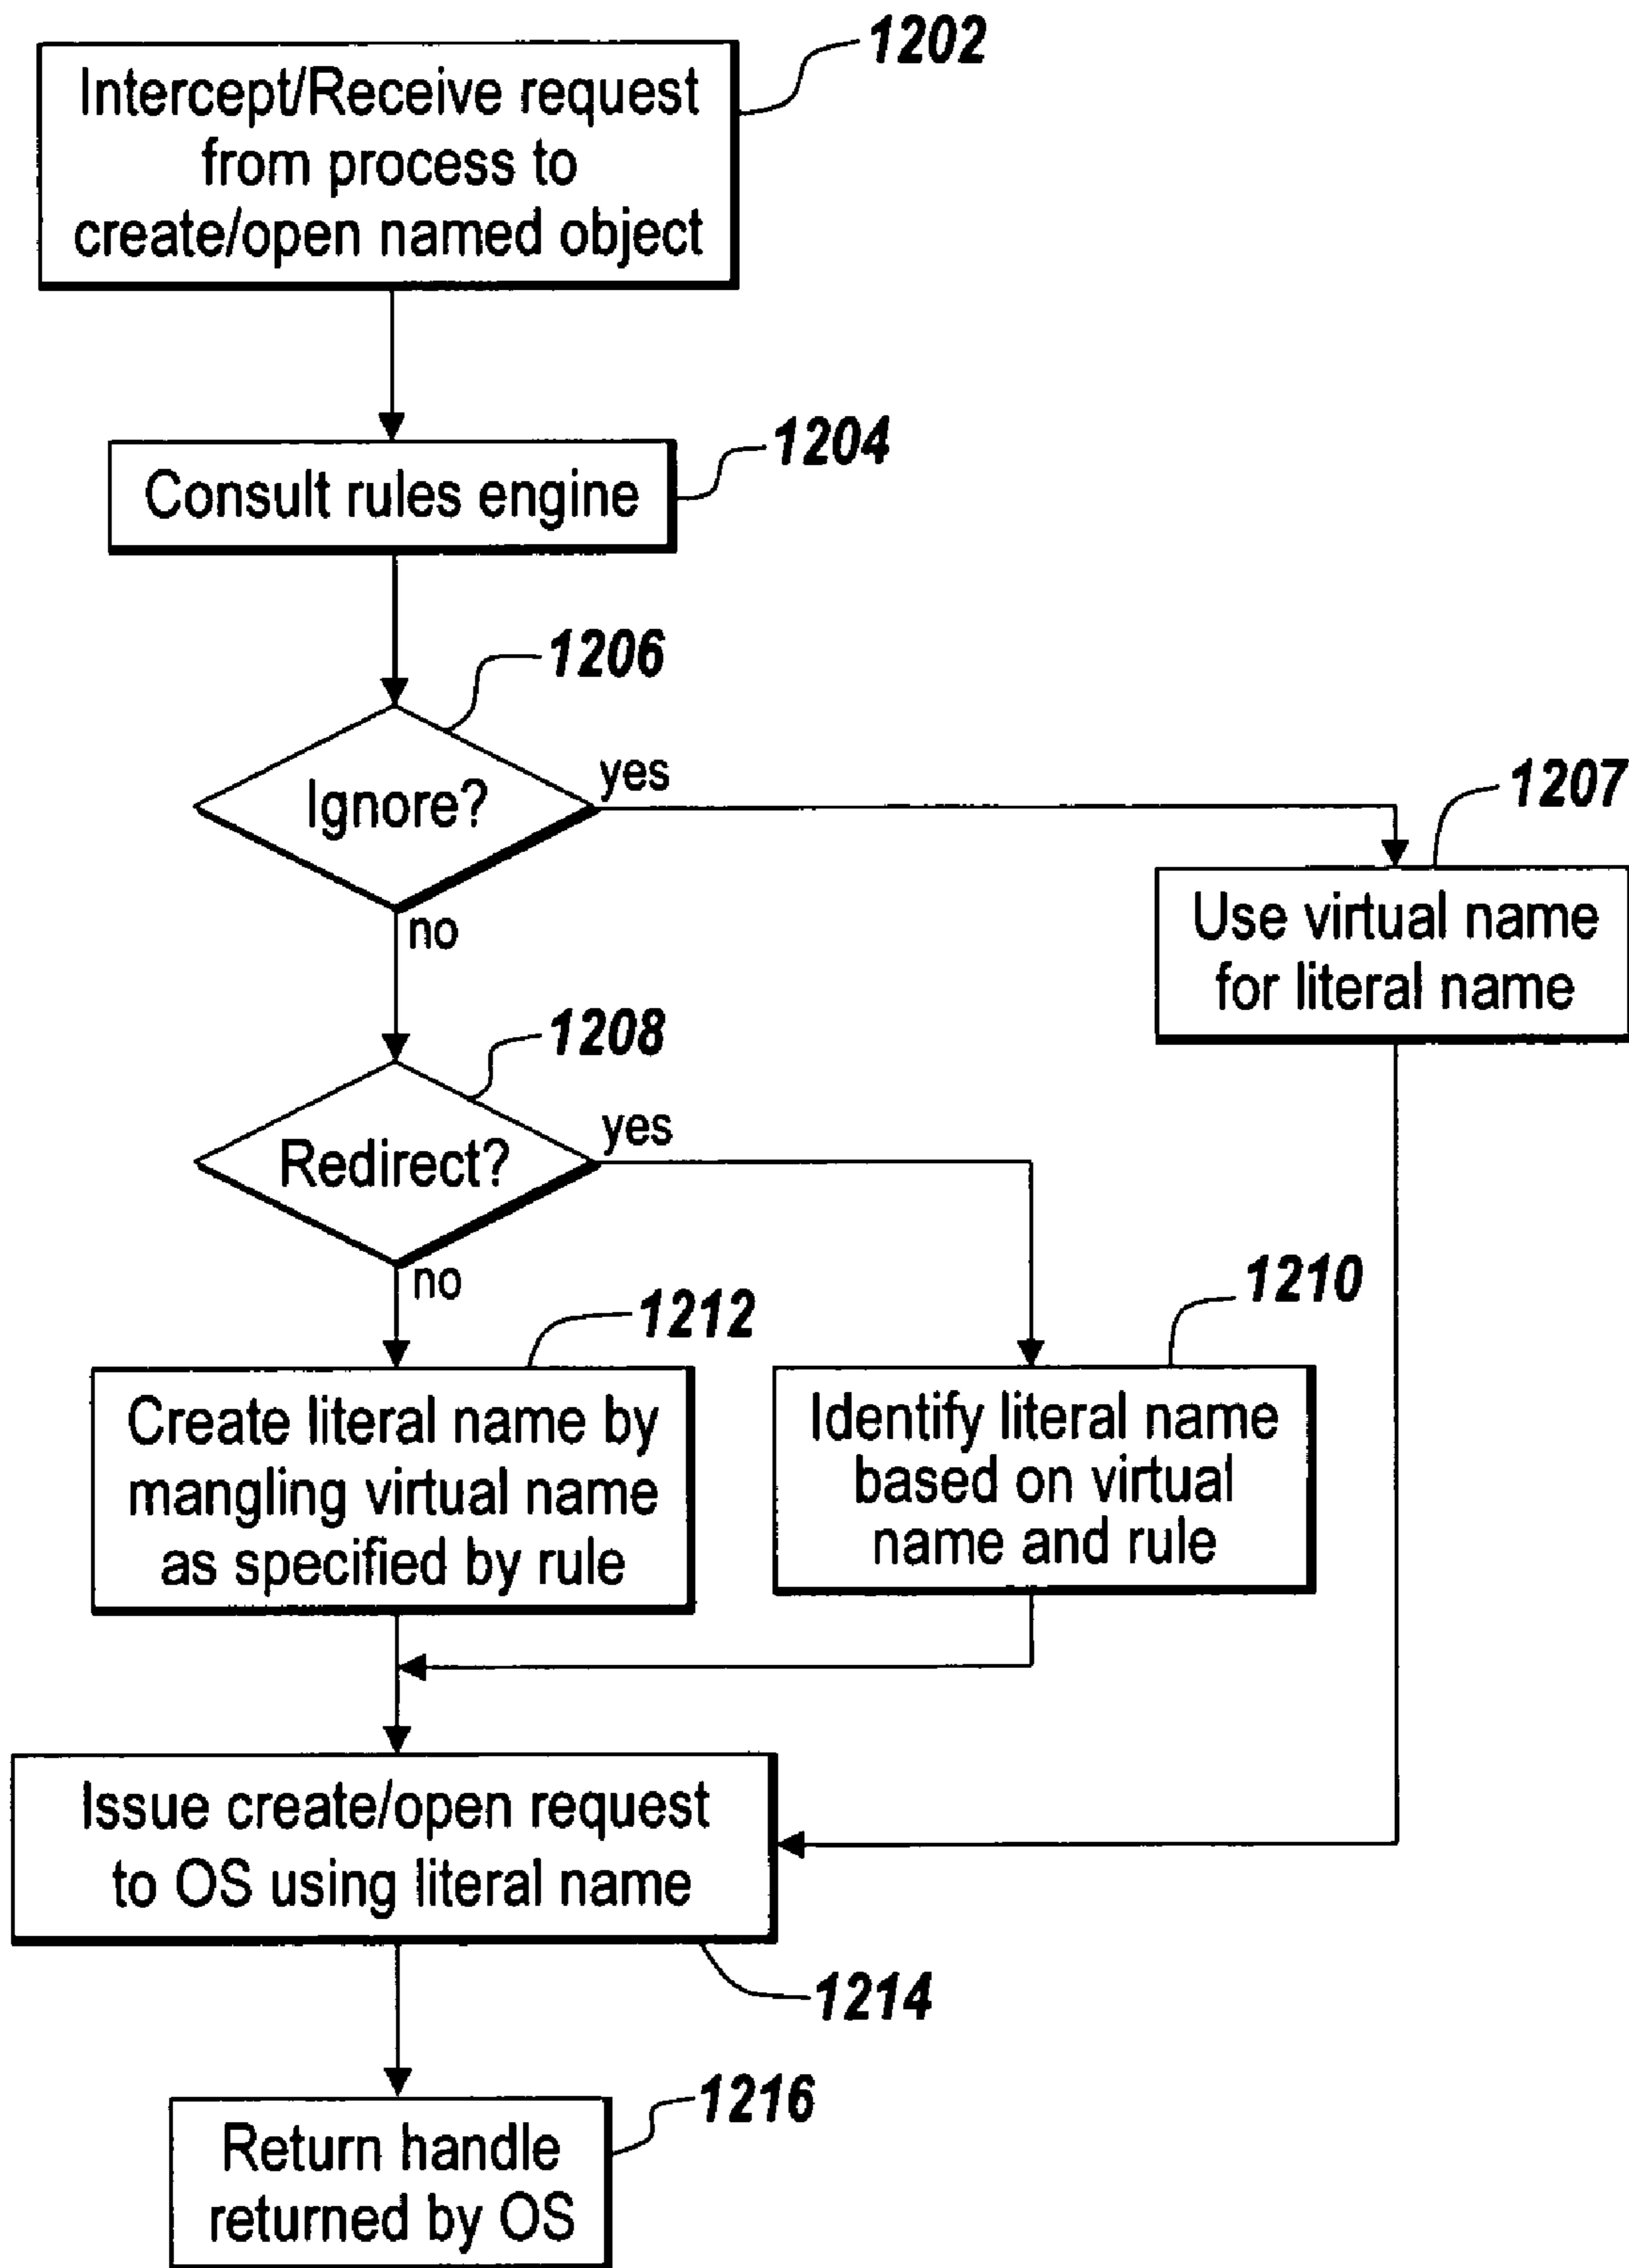 1202
Intercept/Receive request
from process to
create/open named object
1204
Consult rules engine
1206
Ignore?
yes
no
1207
Use virtual name
for literal name
1208
Redirect?
yes
no
1212
Create literal name by
mangling virtual name
as specified by rule
1210
Identify literal name
based on virtual
name and rule
Issue create/open request
to OS using literal name
1214
1216
Return handle
returned by OS